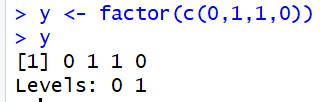 > y <- factor(c(0,1,1,0))
> y
[1] 0 1 1 0
Levels: 0 1